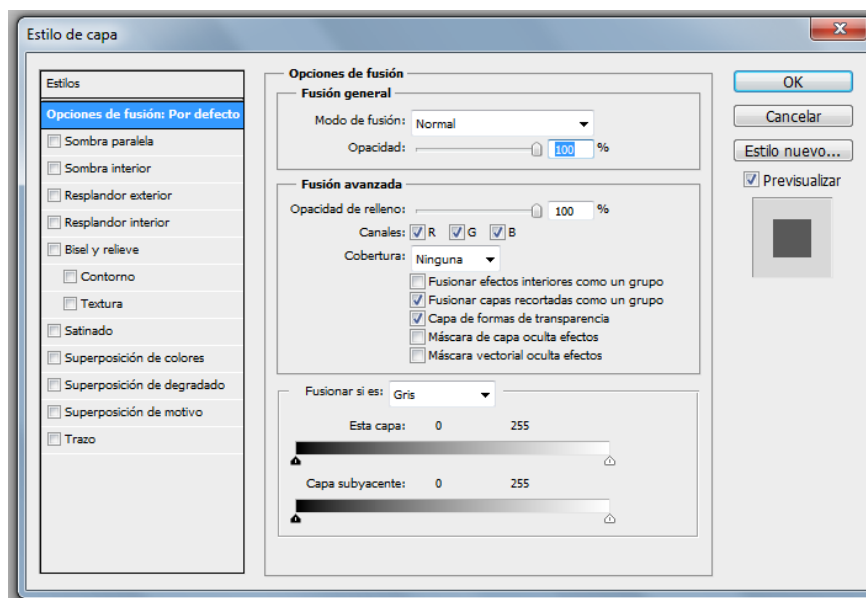 Estilo de capa
Estilos
Opciones de fusión: Por defecto
Sombra paralela
Sombra interior
Resplandor exterior
Resplandor interior
Bisel y relieve
Contorno
Textura
Satinado
Superposición de colores
Superposición de degradado
Superposición de motivo
Trazo
Opciones de fusión
Fusión general
Modo de fusión: Normal
Opacidad: 100 %
Fusión avanzada
Opacidad de relleno: 100 %
Canales: R G B
Cobertura: Ninguna
Fusionar efectos interiores como un grupo
Fusionar capas recortadas como un grupo
Capa de formas de transparencia
Máscara de capa oculta efectos
Máscara vectorial oculta efectos
Fusionar si es: Gris
Esta capa: 0 255
Capa subyacente: 0 255
OK
Cancelar
Estilo nuevo...
Previsualizar